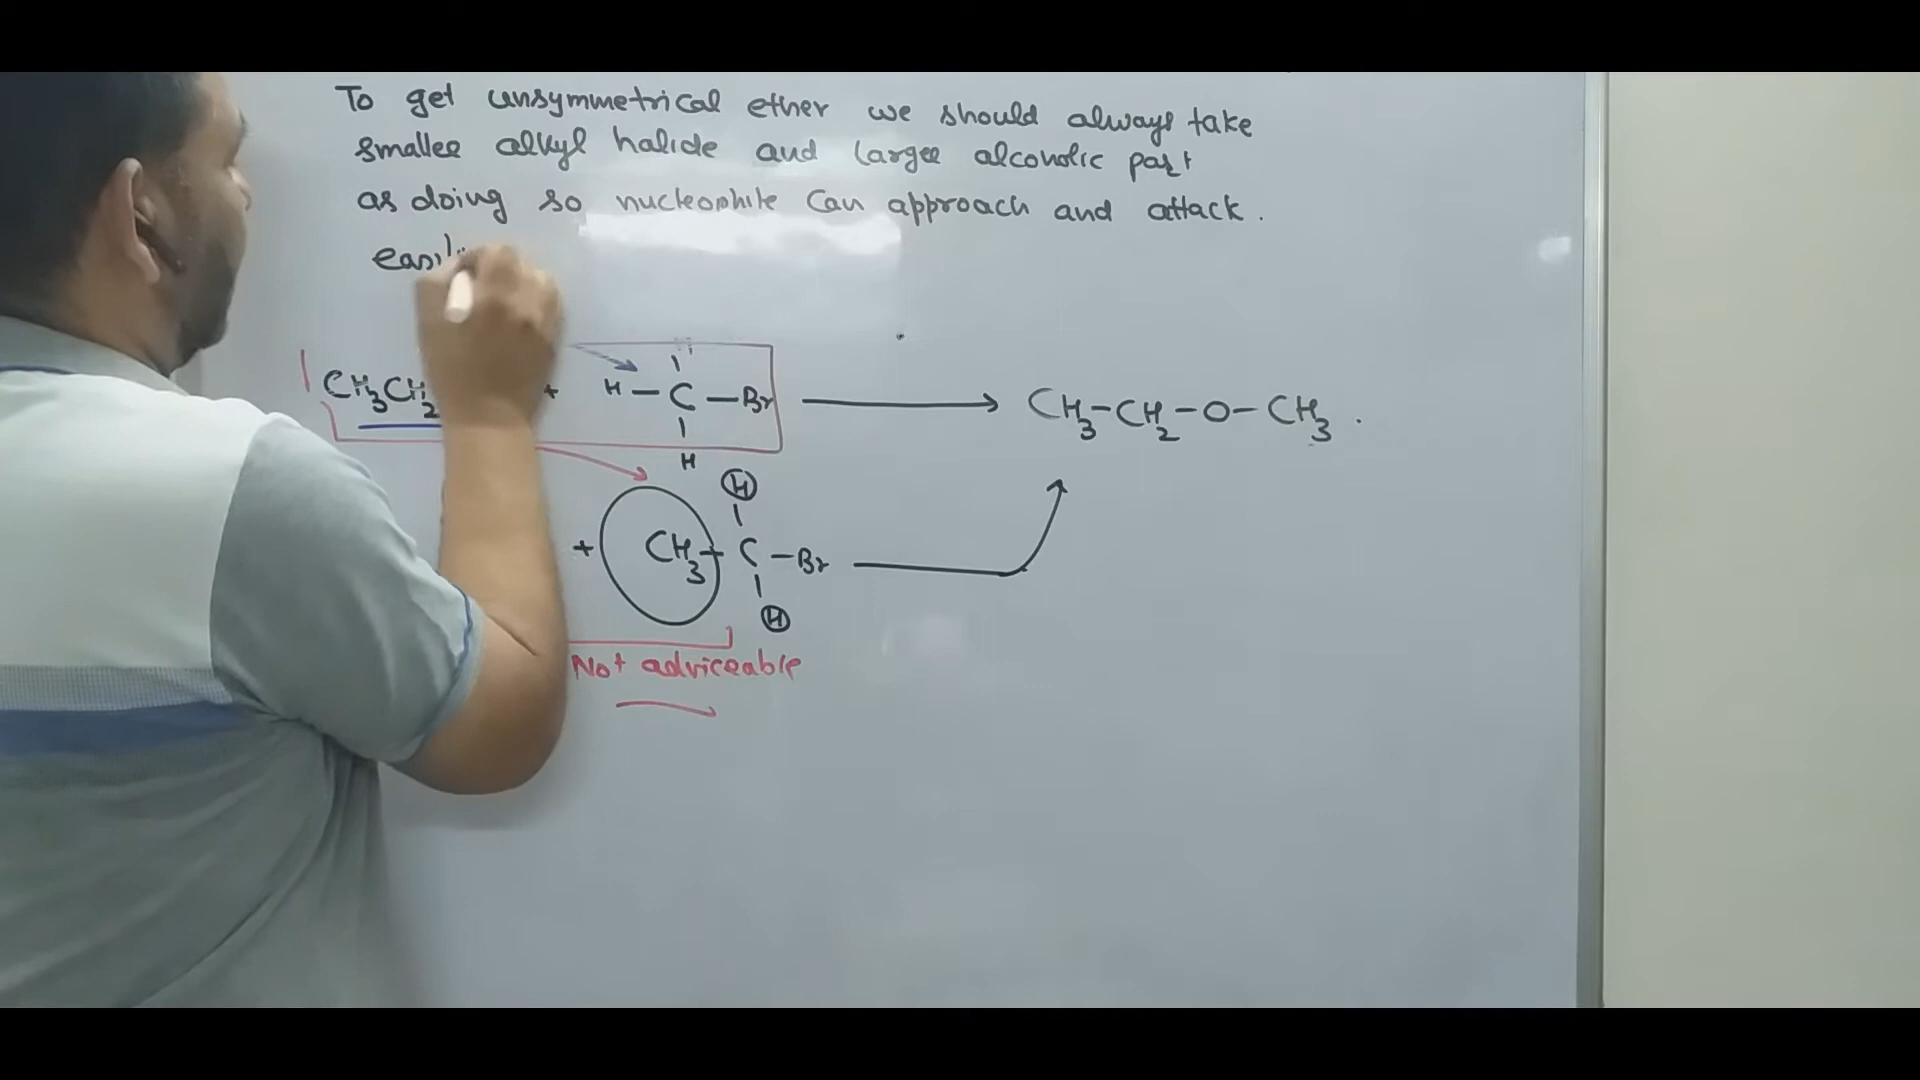 To get unsymmetrical ether we should always take
smaller alkyl halide and larger alcoholic part
as doing so nucleophile Can approach and attack.
CH3CH2 + H – C – Br → CH3–CH2–O–CH3.
H
H
+ CH3 – C – Br
H
Not adviceable